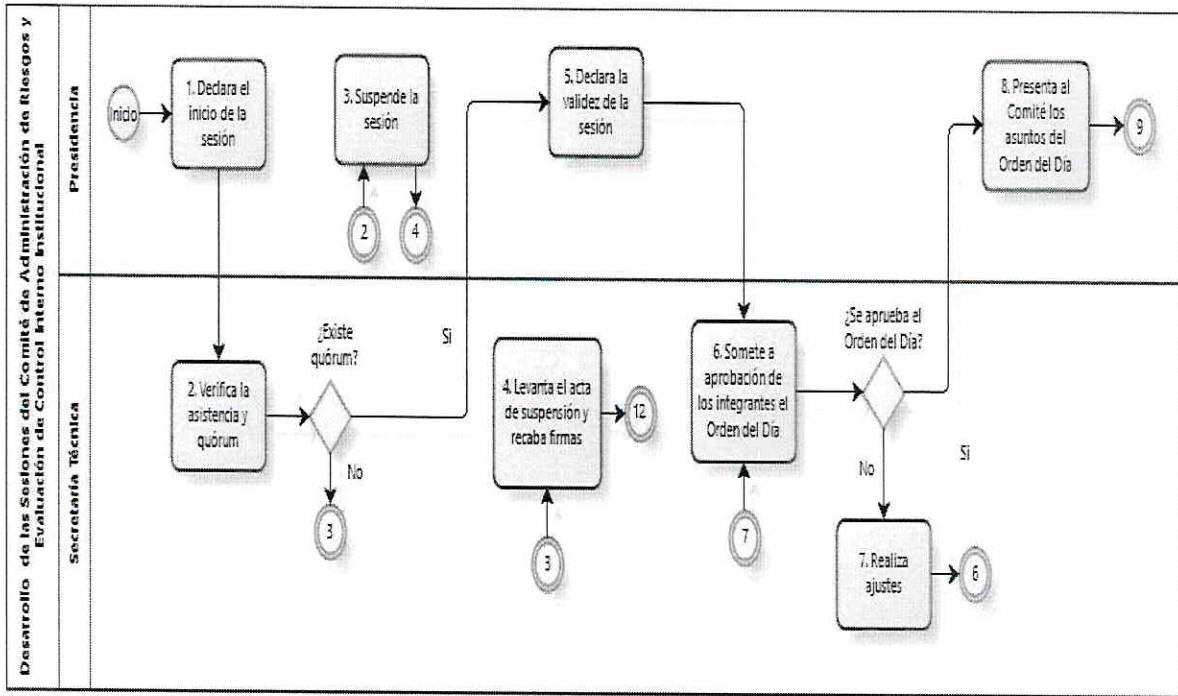 Desarrollo de las Sesiones del Comité de Administración de Riesgos y
Evaluación de Control Interno Institucional
Presidencia
Inicio
1. Declara el
inicio de la
sesión
3. Suspende la
sesión
2
4
5. Declara la
validez de la
sesión
8. Presenta al
Comité los
asuntos del
Orden del Día
9
Secretaría Técnica
2. Verifica la
asistencia y
quórum
¿Existe
quórum?
Si
No
3
4. Levanta el acta
de suspensión y
recaba firmas
12
3
6. Somete a
aprobación de
los integrantes el
Orden del Día
7
¿Se aprueba el
Orden del Día?
No
Si
7. Realiza
ajustes
6